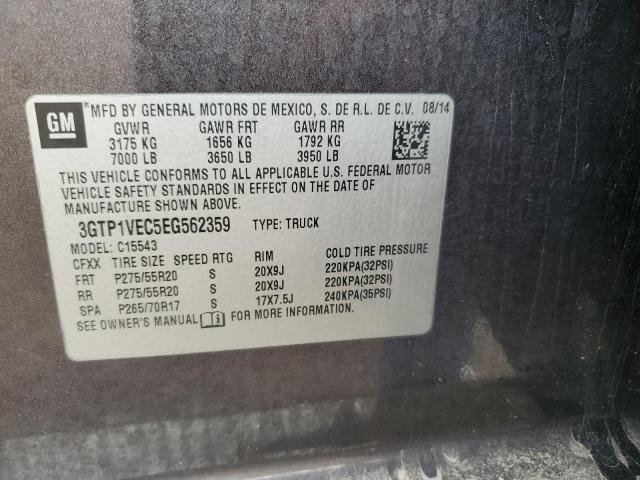 GM
®MFD BY GENERAL MOTORS DE MEXICO, S. DE R.L. DE C.V. 08/14
GVWR GAWR FRT GAWR RR
3175 KG 1656 KG 1792 KG
7000 LB 3650 LB 3950 LB
THIS VEHICLE CONFORMS TO ALL APPLICABLE U.S. FEDERAL MOTOR
VEHICLE SAFETY STANDARDS IN EFFECT ON THE DATE OF
MANUFACTURE SHOWN ABOVE.
3GTP1VEC5EG562359 TYPE: TRUCK
MODEL: C15543
CFXX TIRE SIZE SPEED RTG RIM COLD TIRE PRESSURE
FRT P275/55R20 S 20X9J 220KPA(32PSI)
RR P275/55R20 S 20X9J 220KPA(32PSI)
SPA P265/70R17 S 17X7.5J 240KPA(35PSI)
SEE OWNER'S MANUAL FOR MORE INFORMATION.